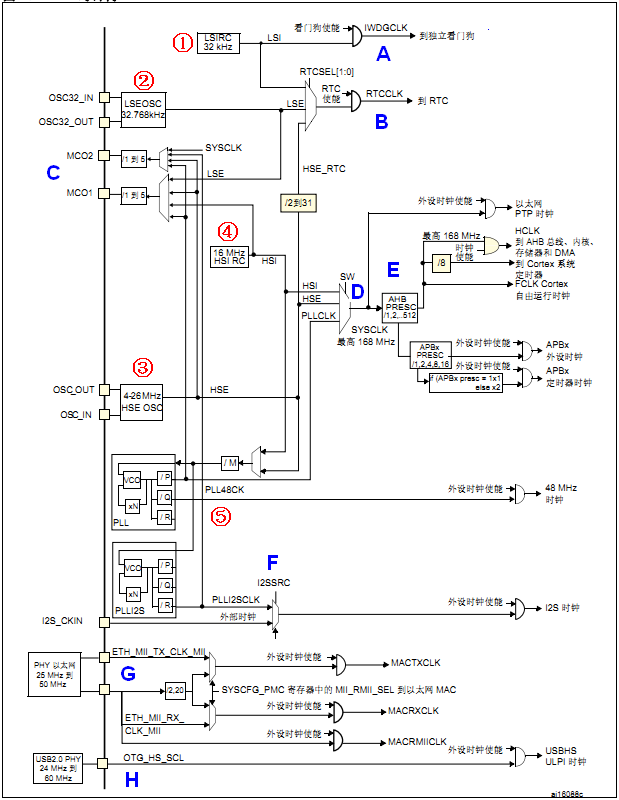 ①
LSIRC
32 kHz
LSI
看门狗使能
IWDGCLK
到独立看门狗
A
RTCSEL[1:0]
②
OSC32_IN
OSC32_OUT
LSEOSC
32.768kHz
LSE
RTC
使能
RTCCLK
到 RTC
B
SYSCLK
MCO2
/1 到 5
LSE
C
HSE_RTC
MCO1
/1 到 5
/2到31
外设时钟使能
以太网
PTP 时钟
④
16 MHz
HSI RC
HSI
最高 168 MHz
时钟
使能
HCLK
到 AHB 总线、内核、
存储器和 DMA
/8
到 Cortex 系统
定时器
FCLK Cortex
自由运行时钟
SW
HSI
HSE
PLLCLK
D
E
SYSCLK
最高 168 MHz
AHB
PRESC
/1,2,..512
APBx
PRESC
/1,2,4,8,16
外设时钟使能
APBx
外设时钟
外设时钟使能
if (APBx presc = 1x1
else x2
APBx
定时器时钟
③
OSC_OUT
OSC_IN
4-26 MHz
HSE OSC
HSE
/ M
VCO
xN
/ P
/ Q
/ R
PLL
PLL48CK
⑤
外设时钟使能
48 MHz
时钟
VCO
xN
/ P
/ Q
/ R
PLLI2S
F
I2SSRC
PLLI2SCLK
I2S_CKIN
外部时钟
外设时钟使能
I2S 时钟
ETH_MII_TX_CLK_MII
PHY 以太网
25 MHz 到
50 MHz
G
外设时钟使能
MACTXCLK
/2,20
SYSCFG_PMC 寄存器中的 MII_RMII_SEL 到以太网 MAC
ETH_MII_RX_
CLK_MII
外设时钟使能
MACRXCLK
外设时钟使能
MACRMIICLK
USB2.0 PHY
24 MHz 到
60 MHz
OTG_HS_SCL
H
外设时钟使能
USBHS
ULPI 时钟
ai16088c